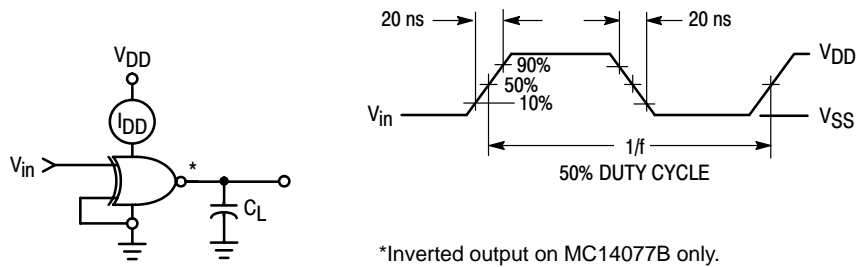 20 ns
20 ns
V_DD
90%
50%
10%
V_DD
I_DD
V_in
V_SS
V_in
*
1/f
50% DUTY CYCLE
C_L
*Inverted output on MC14077B only.